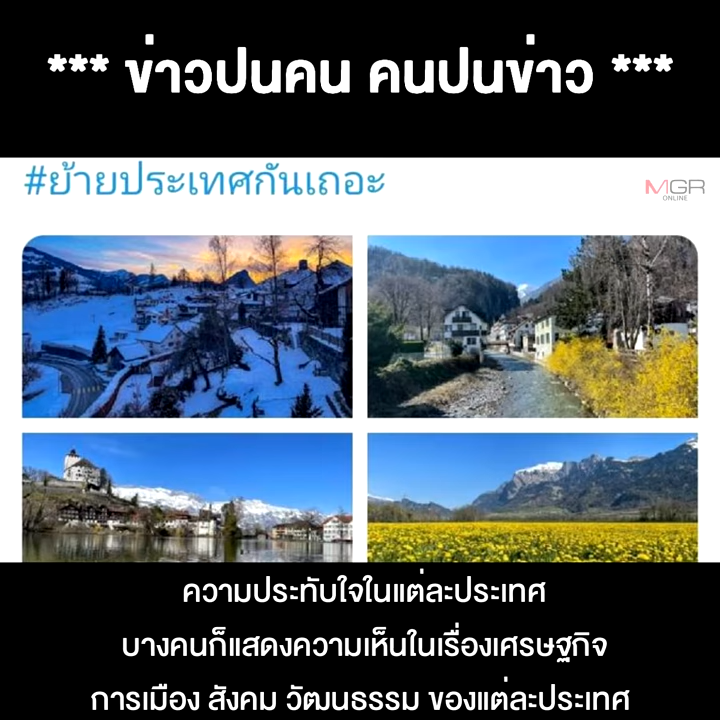 *** ข่าวปนคน คนปนข่าว ***
#ย้ายประเทศกันเถอะ
MGR
ONLINE
ความประทับใจในแต่ละประเทศ
บางคนก็แสดงความเห็นในเรื่องเศรษฐกิจ
การเมือง สังคม วัฒนธรรม ของแต่ละประเทศ